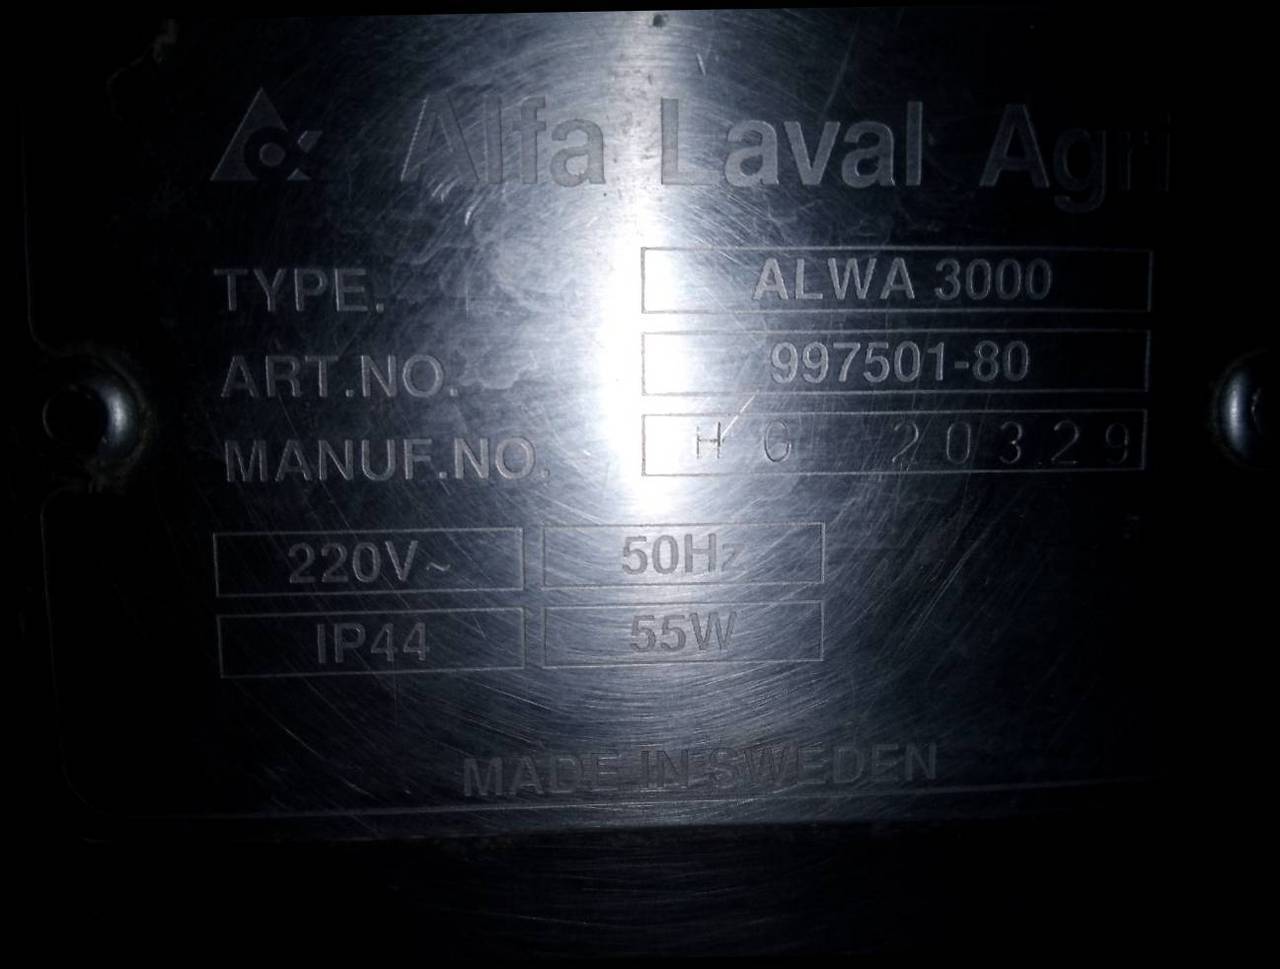 Alfa Laval Agri
TYPE. ALWA 3000
ART.NO. 997501-80
MANUF.NO. HG 20329
220V~ 50Hz
IP44 55W
MADE IN SWEDEN